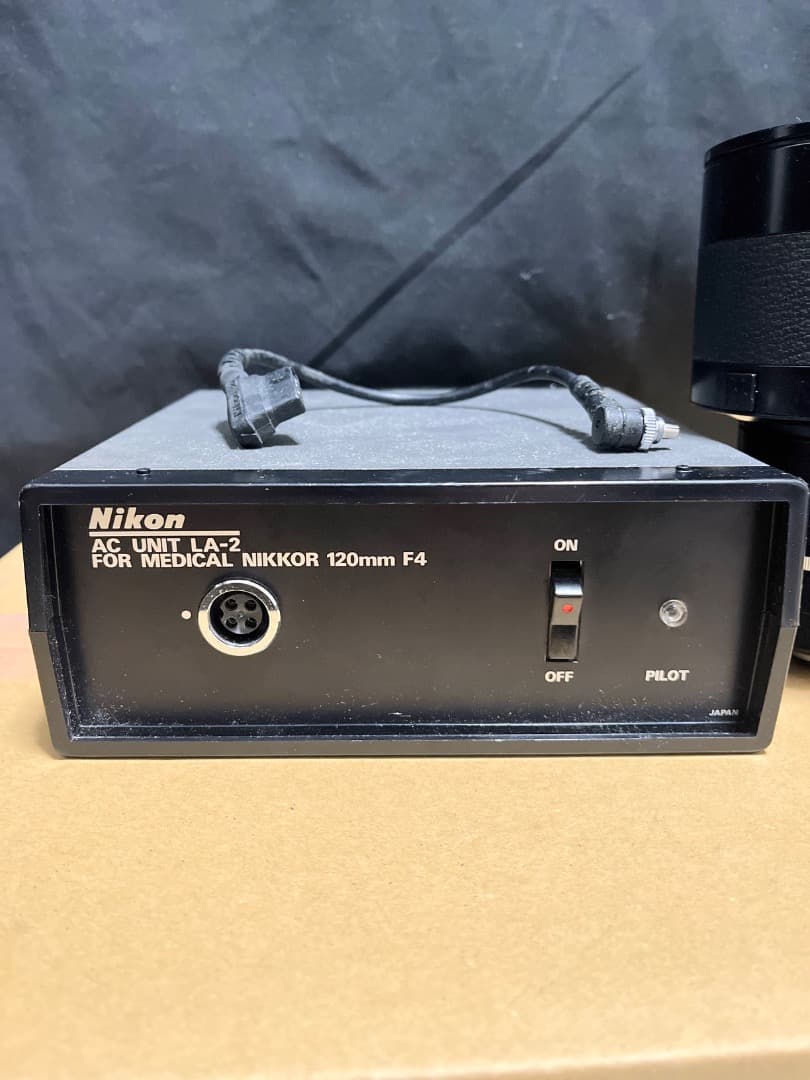 Nikon
AC UNIT LA-2
FOR MEDICAL NIKKOR 120mm F4
ON
OFF
PILOT
JAPAN